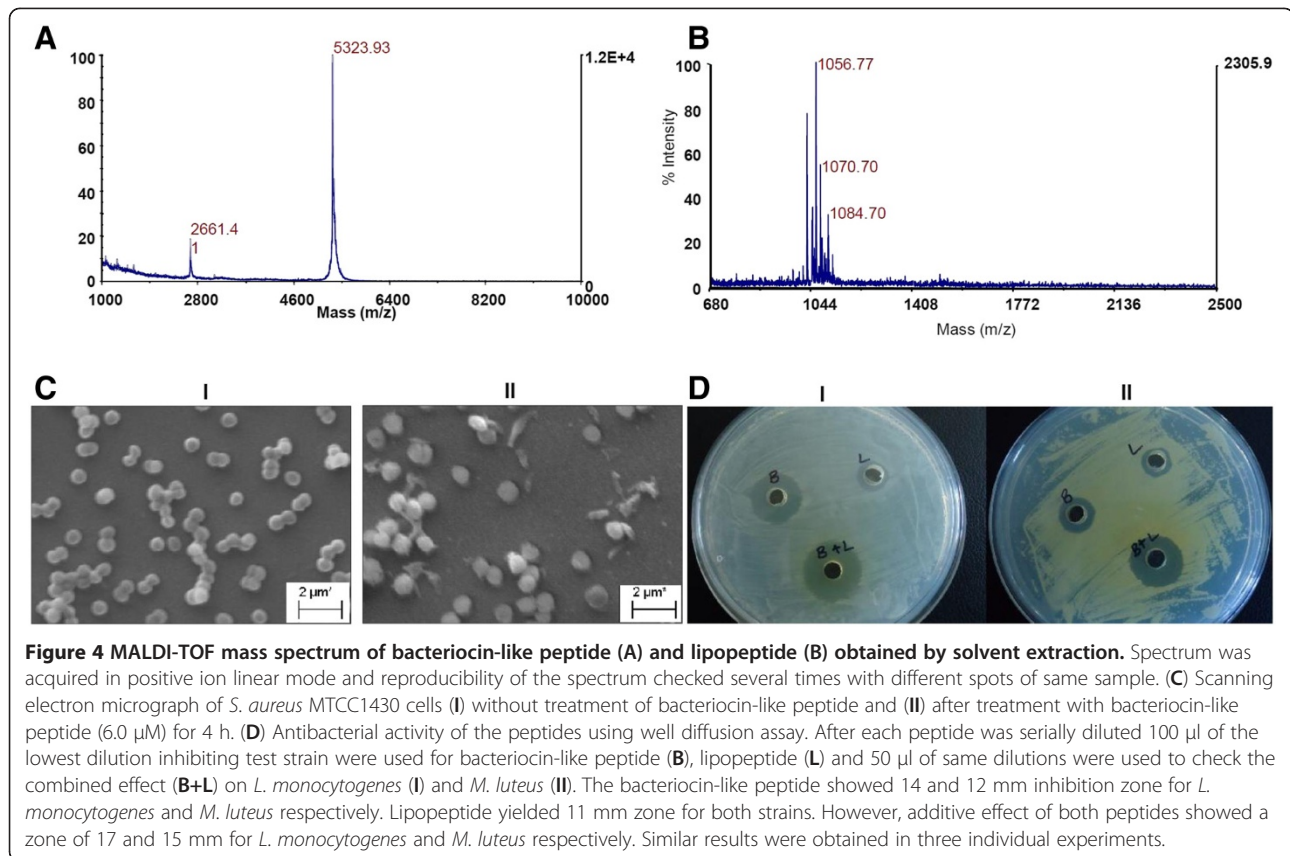 A
100
80
60
40
20
0
5323.93
2661.4
1
1.2E+4
0
1000 2800 4600 6400 8200 10000
Mass (m/z)
B
100
80
60
40
20
0
% Intensity
1056.77
1070.70
1084.70
2305.9
680 1044 1408 1772 2136 2500
Mass (m/z)
C
I
II
2 µm
2 µm
D
I
II
B
L
B+L
L
B
B+L
Figure 4 MALDI-TOF mass spectrum of bacteriocin-like peptide (A) and lipopeptide (B) obtained by solvent extraction. Spectrum was
acquired in positive ion linear mode and reproducibility of the spectrum checked several times with different spots of same sample. (C) Scanning
electron micrograph of S. aureus MTCC1430 cells (I) without treatment of bacteriocin-like peptide and (II) after treatment with bacteriocin-like
peptide (6.0 µM) for 4 h. (D) Antibacterial activity of the peptides using well diffusion assay. After each peptide was serially diluted 100 µl of the
lowest dilution inhibiting test strain were used for bacteriocin-like peptide (B), lipopeptide (L) and 50 µl of same dilutions were used to check the
combined effect (B+L) on L. monocytogenes (I) and M. luteus (II). The bacteriocin-like peptide showed 14 and 12 mm inhibition zone for L.
monocytogenes and M. luteus respectively. Lipopeptide yielded 11 mm zone for both strains. However, additive effect of both peptides showed a
zone of 17 and 15 mm for L. monocytogenes and M. luteus respectively. Similar results were obtained in three individual experiments.